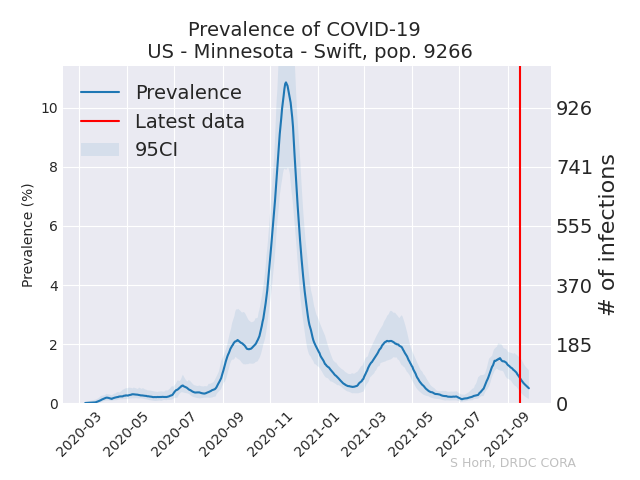 Prevalence of COVID-19
US - Minnesota - Swift, pop. 9266
Prevalence
Latest data
95CI
Prevalence (%)
10
8
6
4
2
0
926
741
555
370
185
0
# of infections
2020-03
2020-05
2020-07
2020-09
2020-11
2021-01
2021-03
2021-05
2021-07
2021-09
S Horn, DRDC CORA